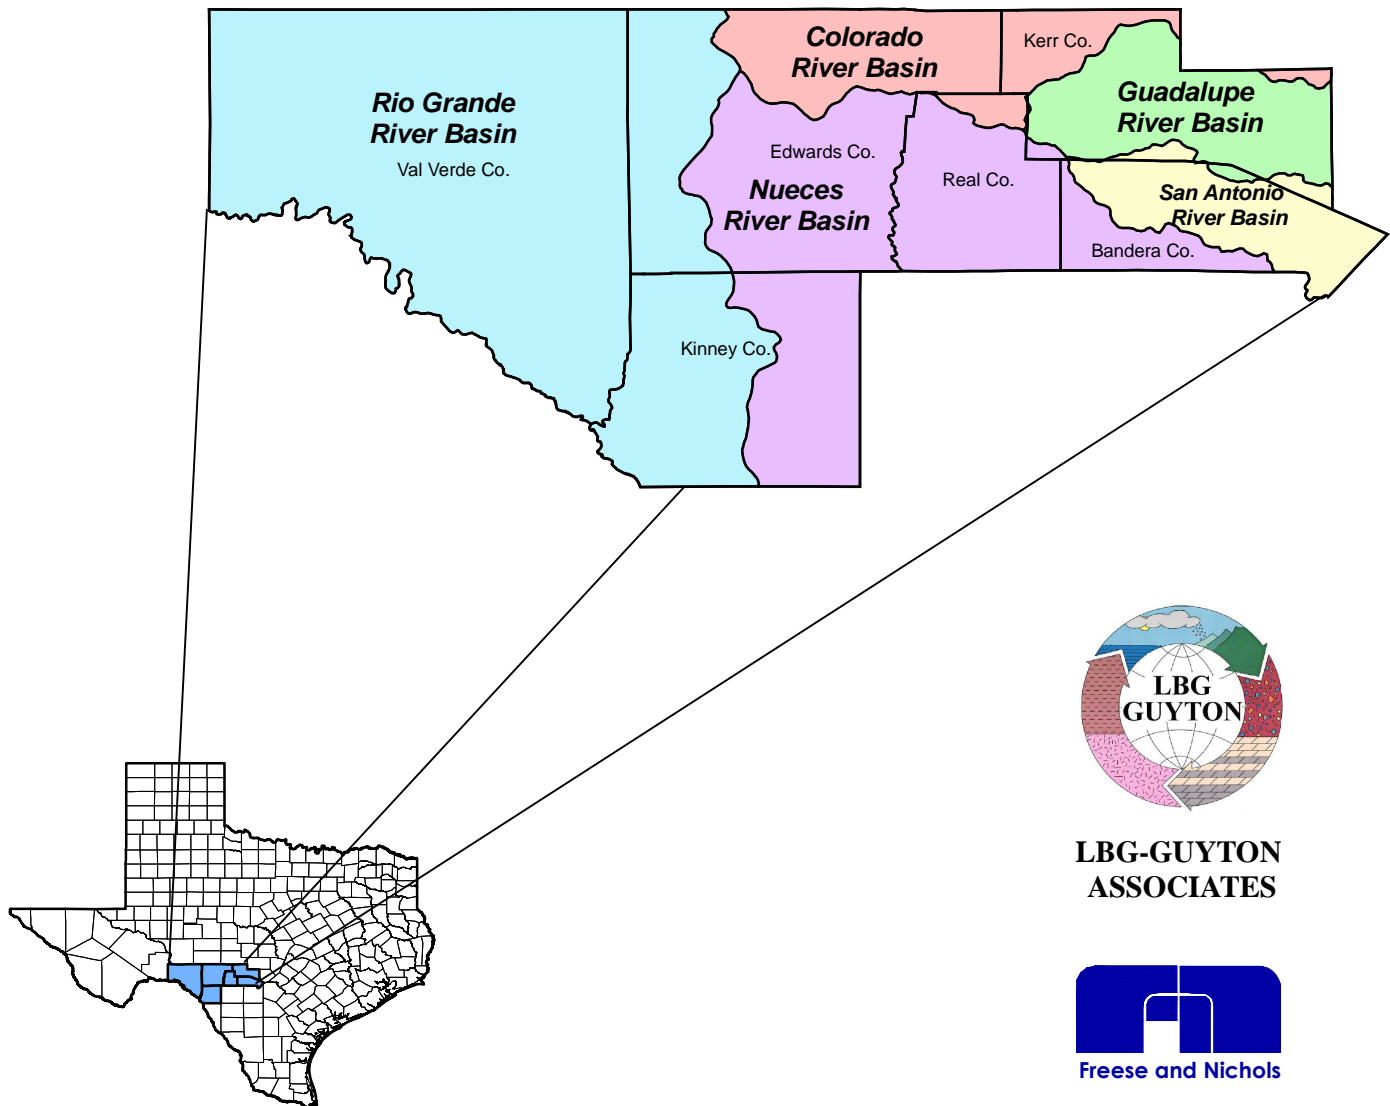 Colorado
River Basin
Kerr Co.
Rio Grande
River Basin
Val Verde Co.
Guadalupe
River Basin
Edwards Co.
Nueces
River Basin
Real Co.
San Antonio
River Basin
Bandera Co.
Kinney Co.
LBG
GUYTON
LBG-GUYTON
ASSOCIATES
Freese and Nichols